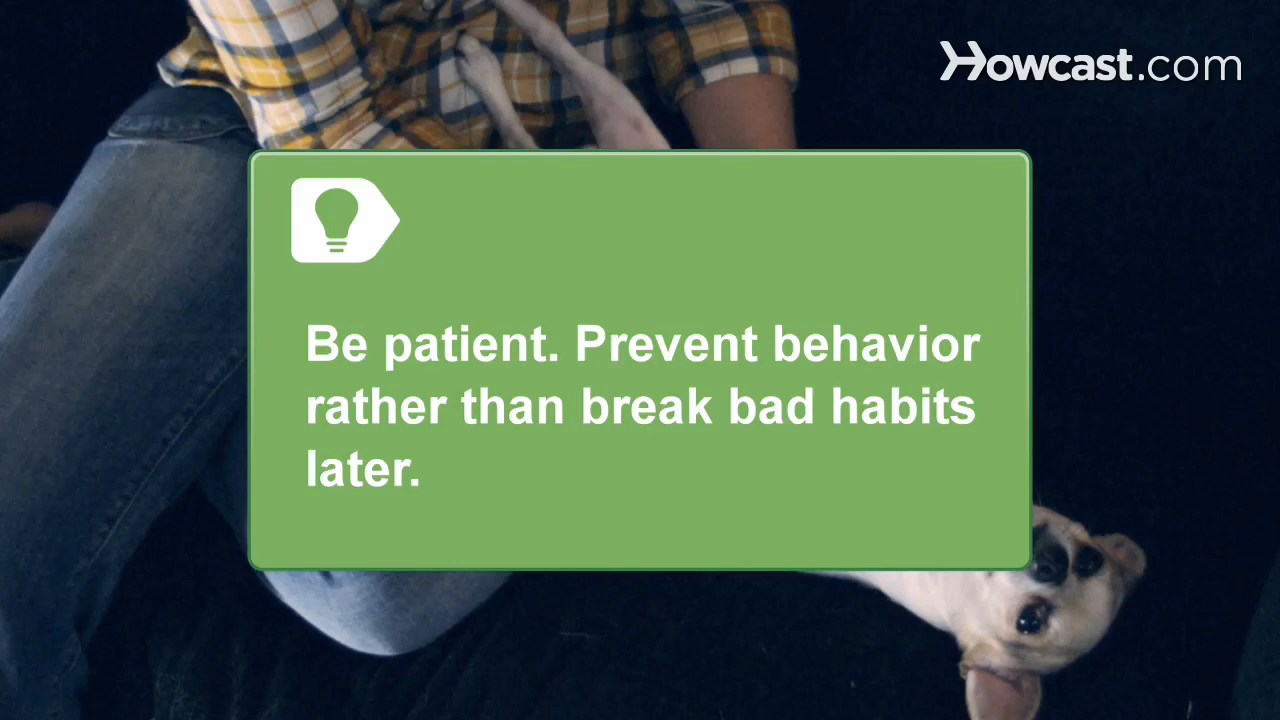 Howcast.com
Be patient. Prevent behavior
rather than break bad habits
later.